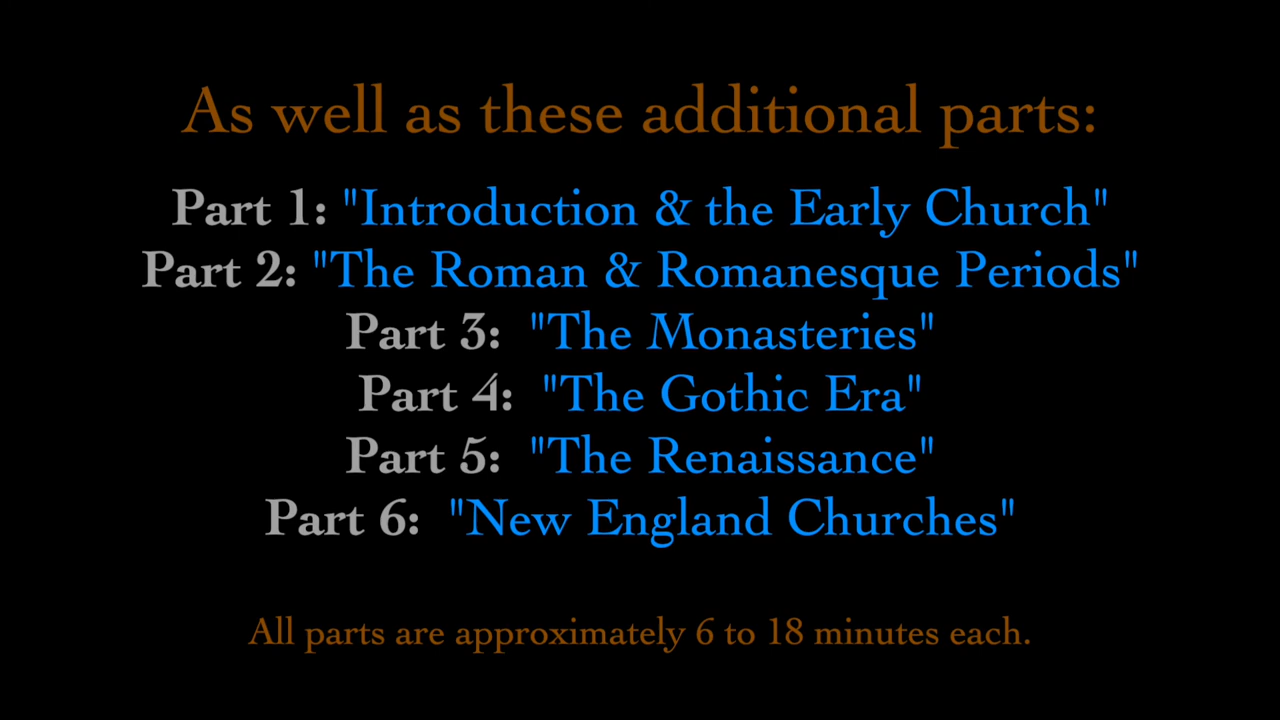 As well as these additional parts:
Part 1: "Introduction & the Early Church"
Part 2: "The Roman & Romanesque Periods"
Part 3: "The Monasteries"
Part 4: "The Gothic Era"
Part 5: "The Renaissance"
Part 6: "New England Churches"
All parts are approximately 6 to 18 minutes each.